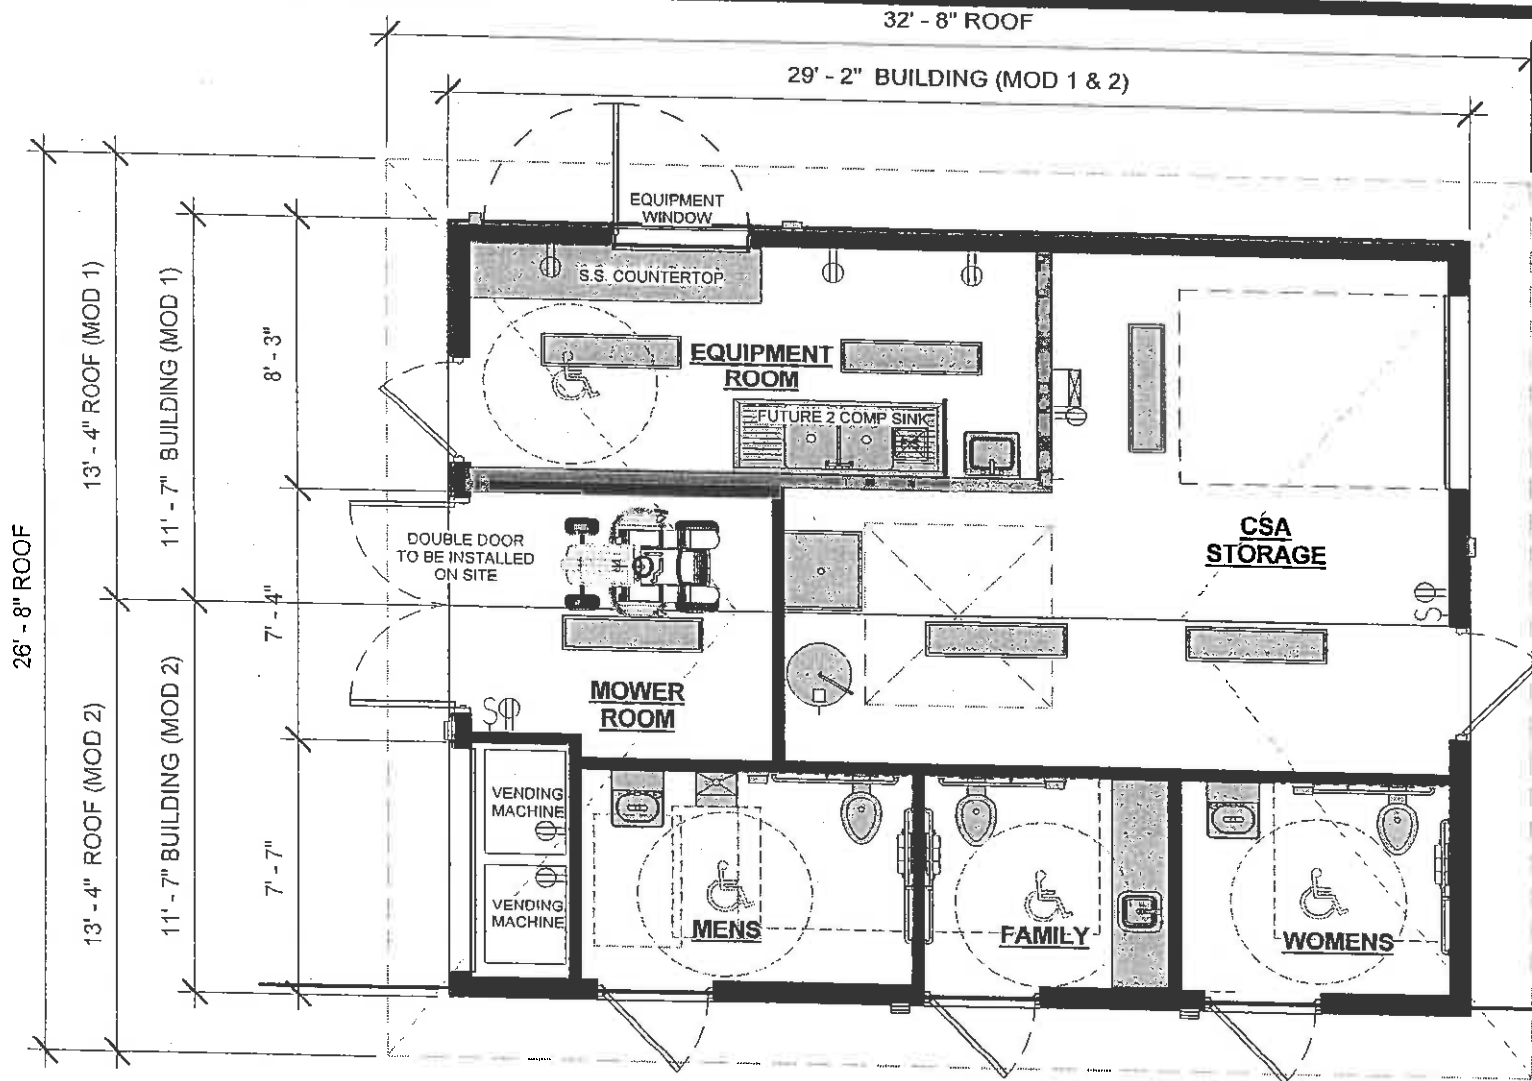 32' - 8" ROOF
29' - 2" BUILDING (MOD 1 & 2)
26' - 8" ROOF
13' - 4" ROOF (MOD 1)
13' - 4" ROOF (MOD 2)
11' - 7" BUILDING (MOD 1)
11' - 7" BUILDING (MOD 2)
8' - 3"
7' - 4"
7' - 7"
EQUIPMENT
WINDOW
S.S. COUNTERTOP
EQUIPMENT
ROOM
FUTURE 2 COMP SINK
DOUBLE DOOR
TO BE INSTALLED
ON SITE
CSA
STORAGE
MOWER
ROOM
S
S
VENDING
MACHINE
VENDING
MACHINE
MENS
FAMILY
WOMENS